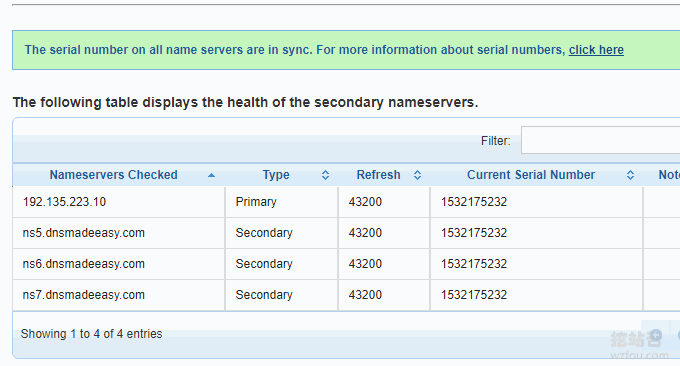 The serial number on all name servers are in sync. For more information about serial numbers, click here
The following table displays the health of the secondary nameservers.
Filter:
Nameservers Checked Type Refresh Current Serial Number Note
192.135.223.10 Primary 43200 1532175232
ns5.dnsmadeeasy.com Secondary 43200 1532175232
ns6.dnsmadeeasy.com Secondary 43200 1532175232
ns7.dnsmadeeasy.com Secondary 43200 1532175232
Showing 1 to 4 of 4 entries
挖站否
wzfou.com